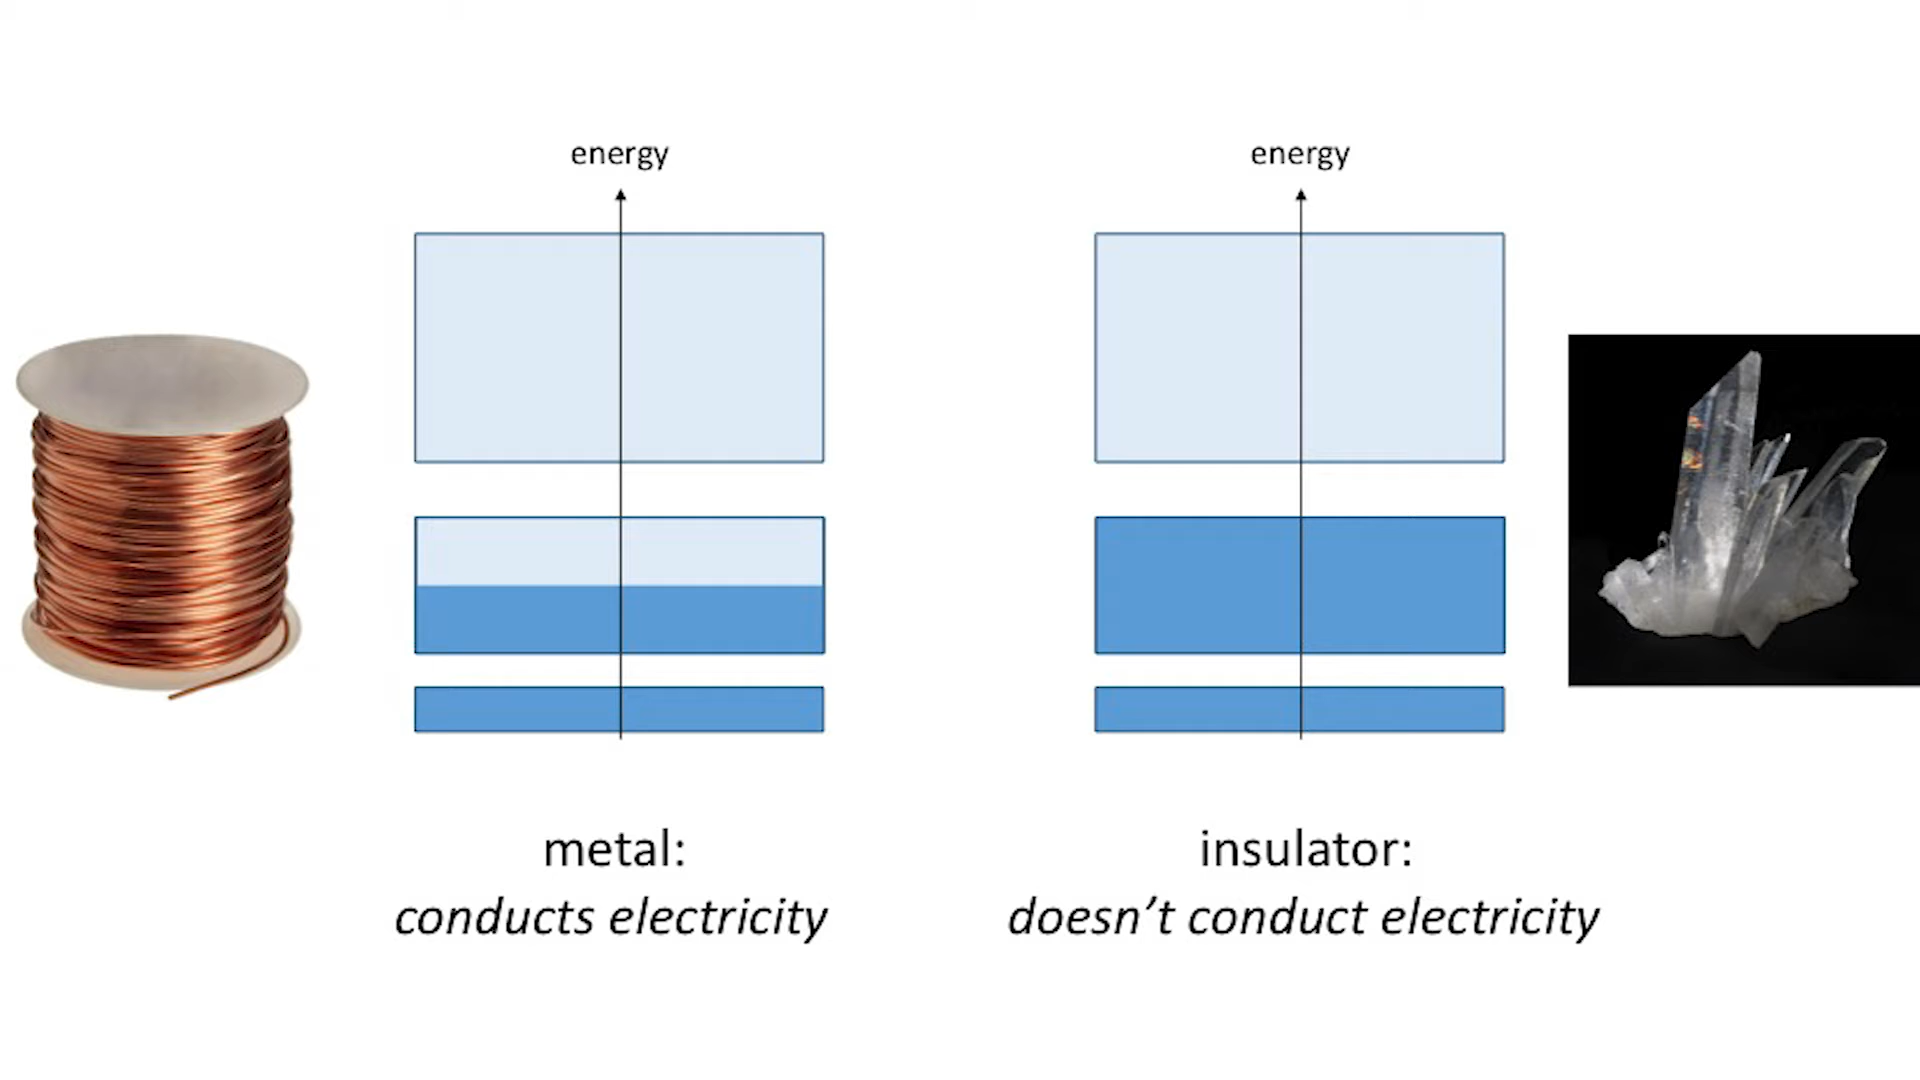 energy
energy
metal:
conducts electricity
insulator:
doesn’t conduct electricity